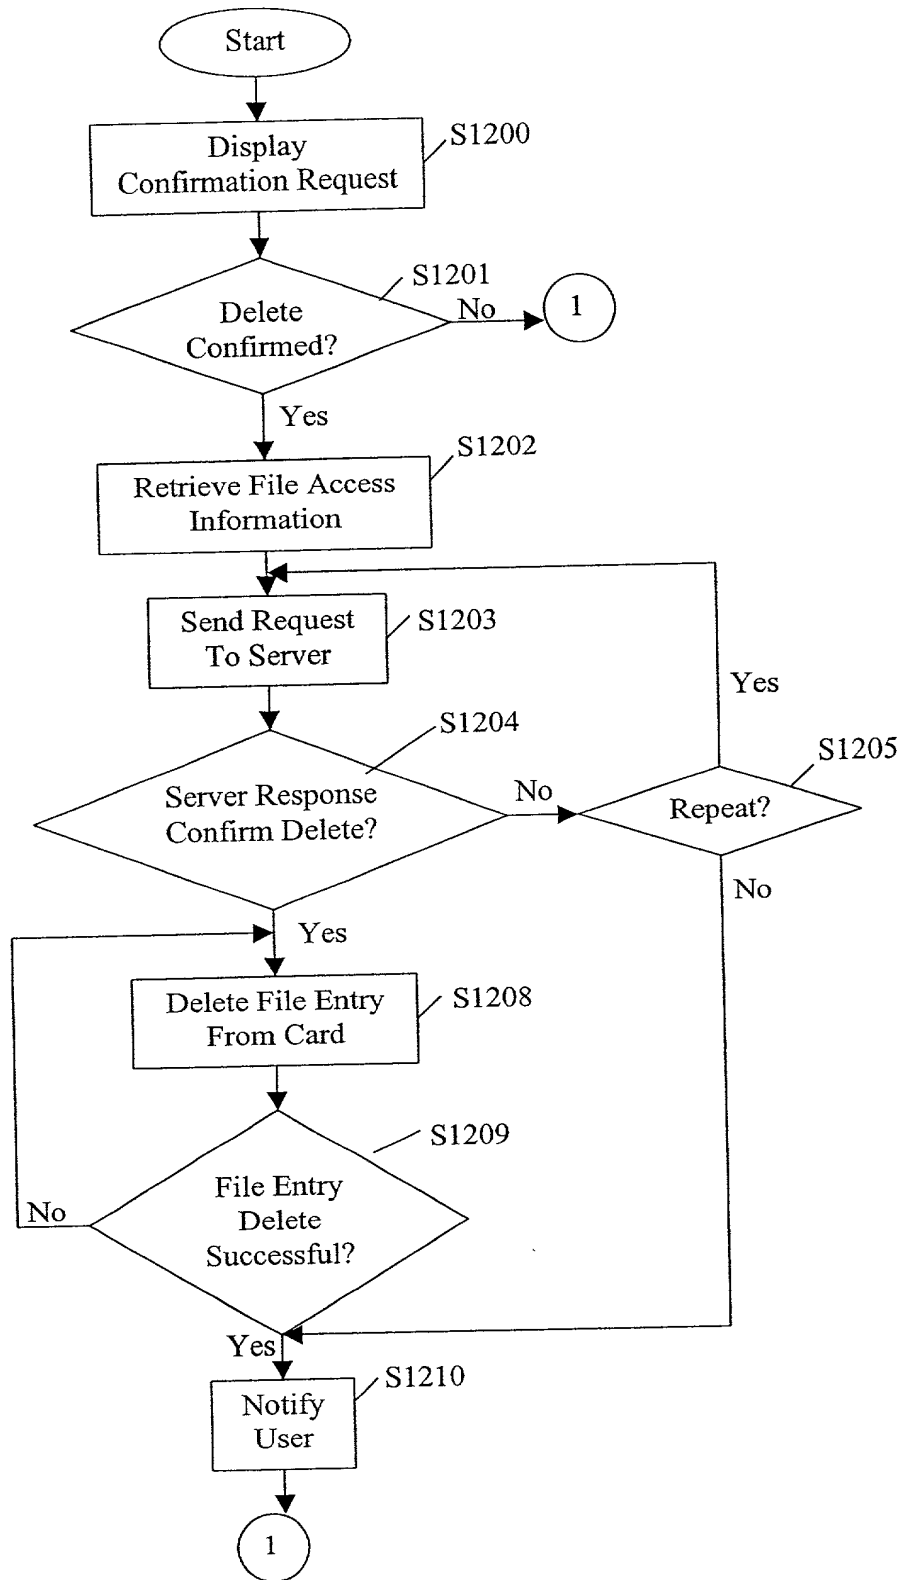 Start
Display
Confirmation Request
S1200
Delete
Confirmed?
S1201
No
1
Yes
Retrieve File Access
Information
S1202
Send Request
To Server
S1203
Yes
Server Response
Confirm Delete?
S1204
No
Repeat?
S1205
No
Yes
Delete File Entry
From Card
S1208
File Entry
Delete
Successful?
S1209
No
Yes
Notify
User
S1210
1